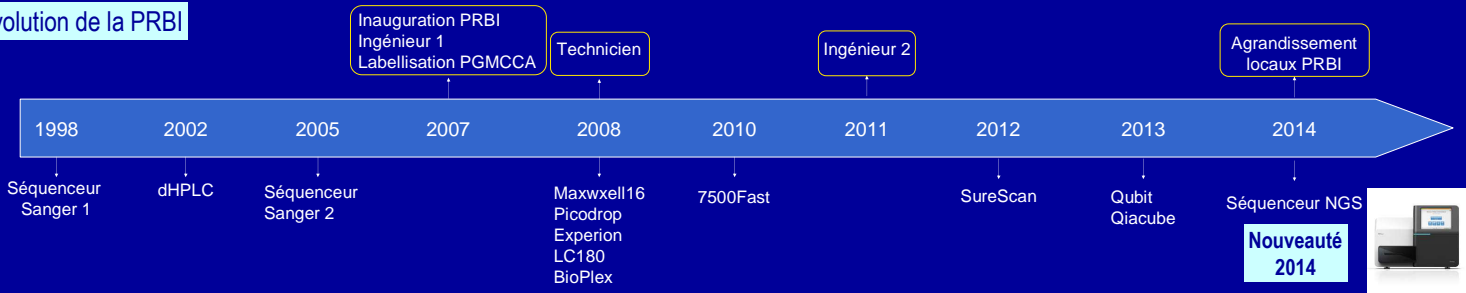 volution de la PRBI
Inauguration PRBI
Ingénieur 1
Labellisation PGMCCA
Technicien
Ingénieur 2
Agrandissement
locaux PRBI
1998
2002
2005
2007
2008
2010
2011
2012
2013
2014
Séquenceur
Sanger 1
dHPLC
Séquenceur
Sanger 2
Maxwxell16
Picodrop
Experion
LC180
BioPlex
7500Fast
SureScan
Qubit
Qiacube
Séquenceur NGS
Nouveauté
2014